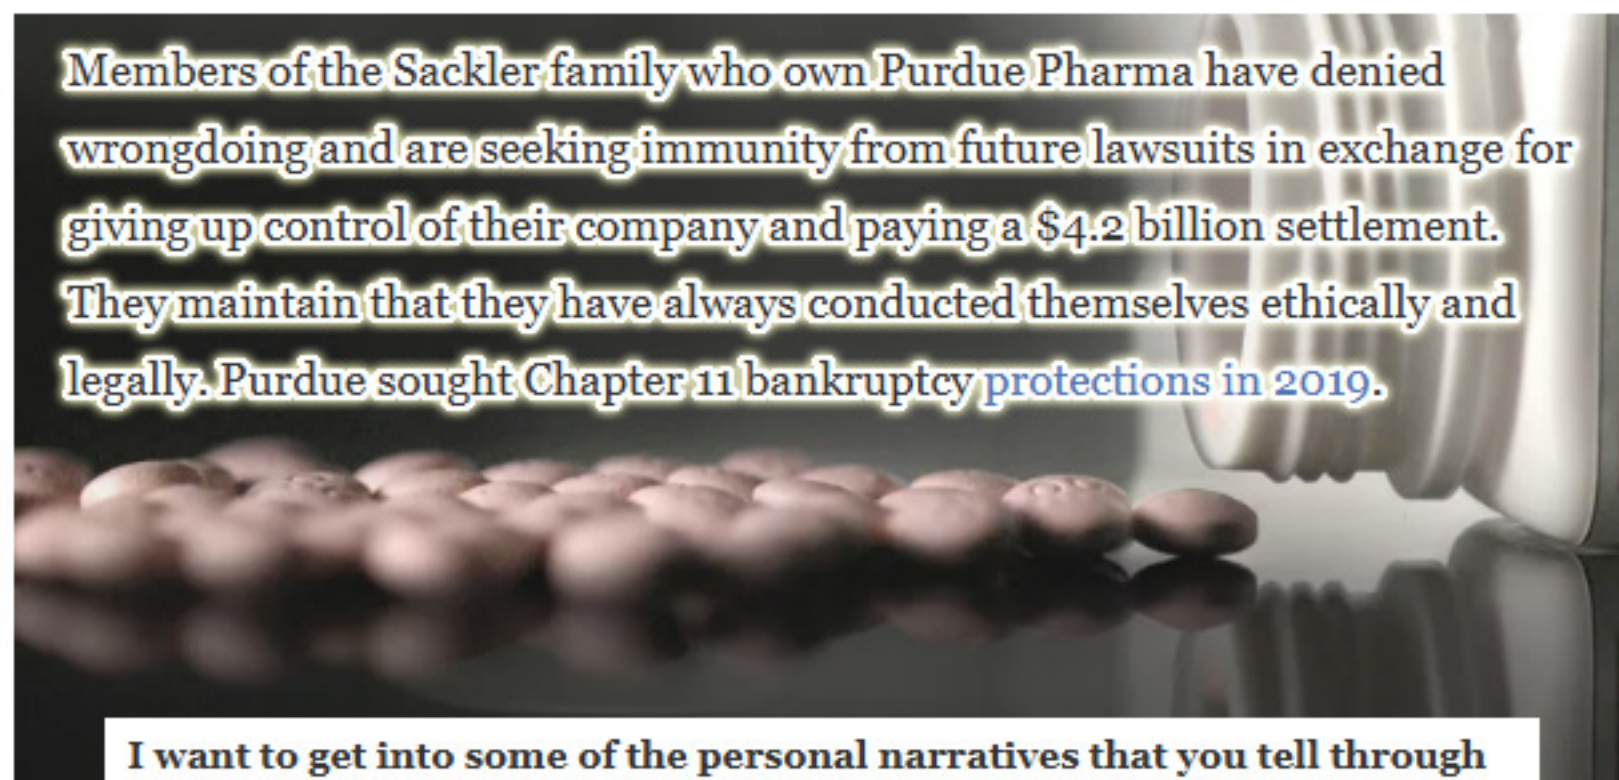 Members of the Sackler family who own Purdue Pharma have denied
wrongdoing and are seeking immunity from future lawsuits in exchange for
giving up control of their company and paying a $4.2 billion settlement.
They maintain that they have always conducted themselves ethically and
legally. Purdue sought Chapter 11 bankruptcy protections in 2019.
I want to get into some of the personal narratives that you tell through